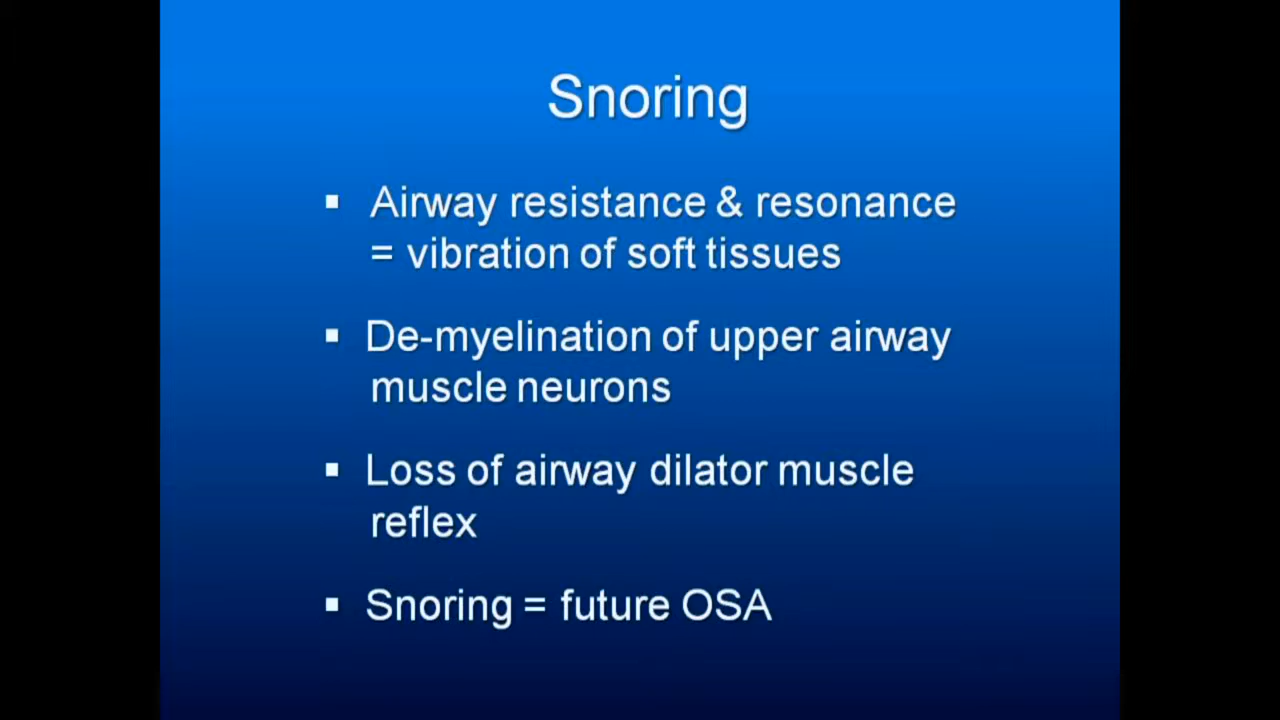 Snoring
▪ Airway resistance & resonance
= vibration of soft tissues
▪ De-myelination of upper airway
muscle neurons
▪ Loss of airway dilator muscle
reflex
▪ Snoring = future OSA